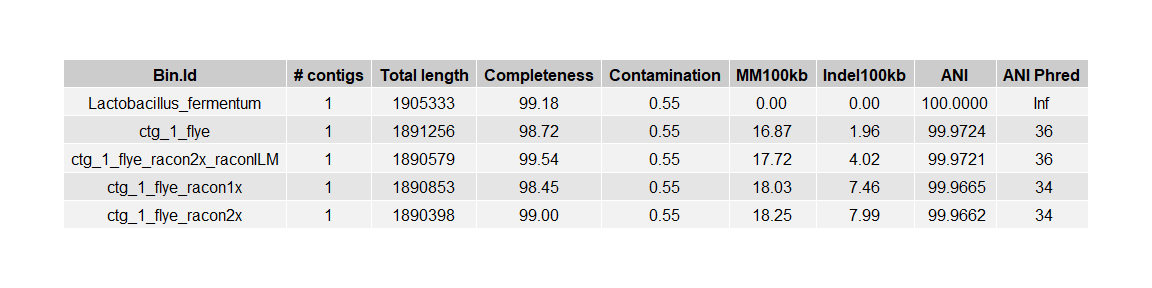 Bin.Id # contigs Total length Completeness Contamination MM100kb Indel100kb ANI ANI Phred
Lactobacillus_fermentum 1 1905333 99.18 0.55 0.00 0.00 100.0000 Inf
ctg_1_flye 1 1891256 98.72 0.55 16.87 1.96 99.9724 36
ctg_1_flye_racon2x_raconILM 1 1890579 99.54 0.55 17.72 4.02 99.9721 36
ctg_1_flye_racon1x 1 1890853 98.45 0.55 18.03 7.46 99.9665 34
ctg_1_flye_racon2x 1 1890398 99.00 0.55 18.25 7.99 99.9662 34